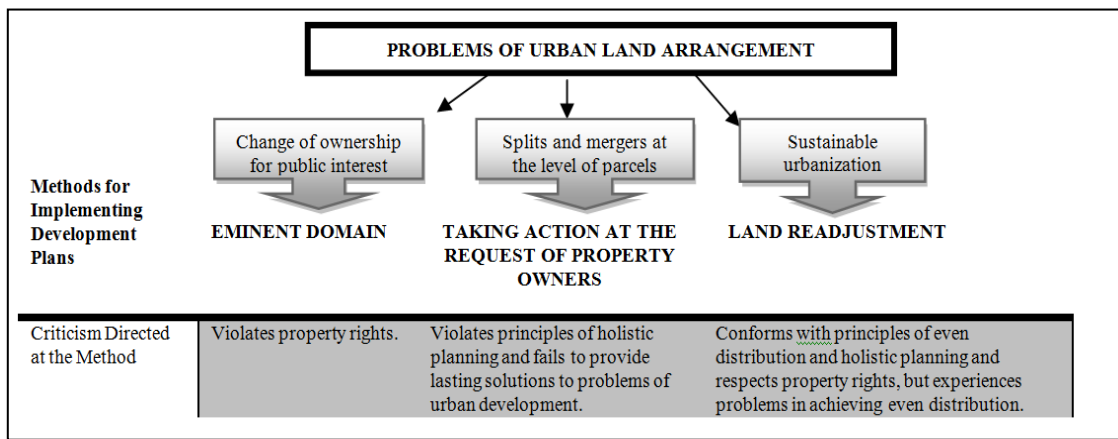 PROBLEMS OF URBAN LAND ARRANGEMENT
Change of ownership
for public interest
Splits and mergers at
the level of parcels
Sustainable
urbanization
Methods for
Implementing
Development
Plans
EMINENT DOMAIN
TAKING ACTION AT THE
REQUEST OF PROPERTY
OWNERS
LAND READJUSTMENT
Criticism Directed
at the Method
Violates property rights.
Violates principles of holistic
planning and fails to provide
lasting solutions to problems of
urban development.
Conforms with principles of even
distribution and holistic planning and
respects property rights, but experiences
problems in achieving even distribution.